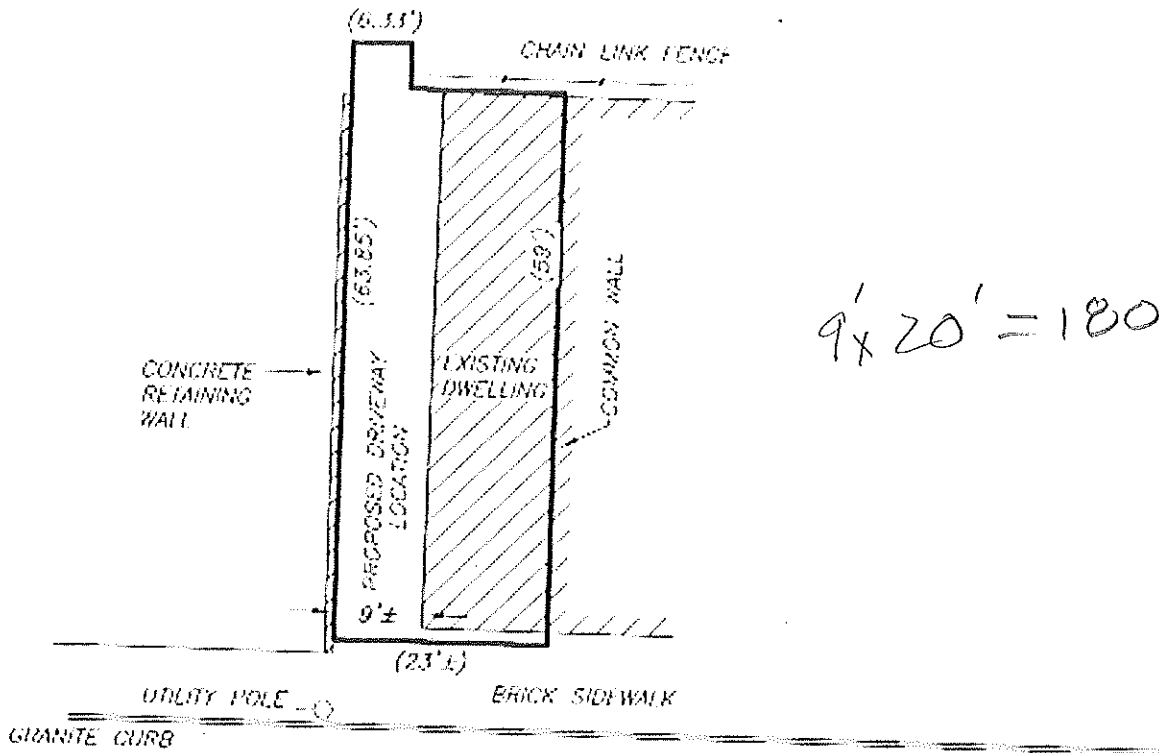 (6.33')
CHAIN LINK FENCE
(63.85')
(59')
COMMON WALL
9'x 20' = 180
CONCRETE
RETAINING
WALL
EXISTING
DWELLING
PROPOSED DRIVEWAY
LOCATION
9'±
(23'±)
UTILITY POLE
BRICK SIDEWALK
GRANITE CURB